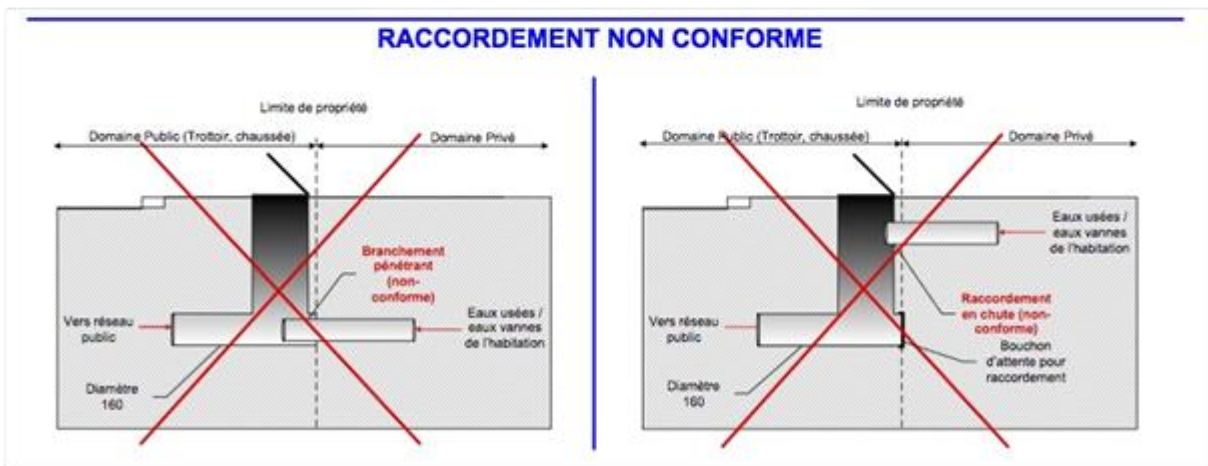 RACCORDEMENT NON CONFORME
Limite de propriété
Domaine Public (Trottoir, chaussée)
Domaine Privé
Branchement
pénétrant
(non-
conforme)
Vers réseau
public
Eaux usées /
eaux vannes
de l'habitation
Diamètre
160
Limite de propriété
Domaine Public (Trottoir, chaussée)
Domaine Privé
Eaux usées /
eaux vannes
de l'habitation
Raccordement
en chute (non-
conforme)
Vers réseau
public
Bouchon
d'attente pour
raccordement
Diamètre
160